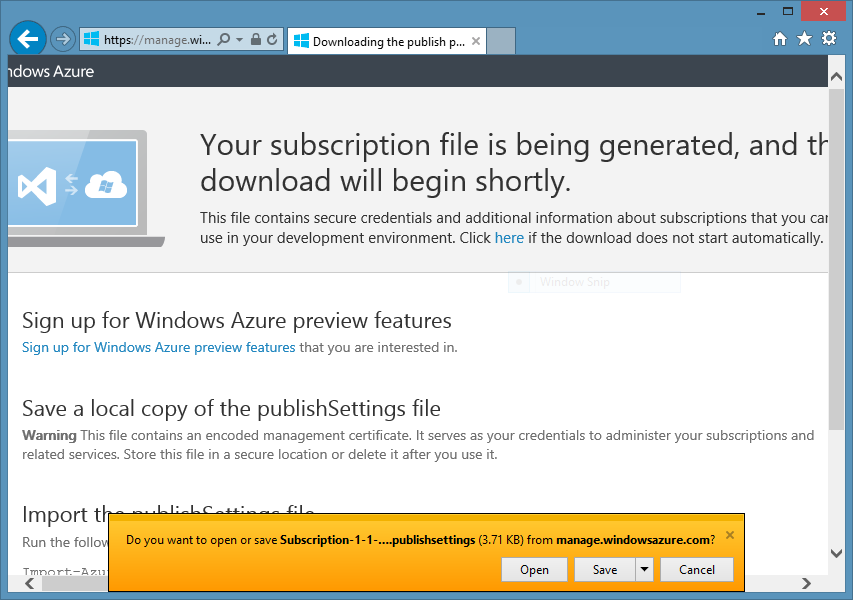 https://manage.wi...
Downloading the publish p...
ndows Azure
Your subscription file is being generated, and th
download will begin shortly.
This file contains secure credentials and additional information about subscriptions that you can
use in your development environment. Click here if the download does not start automatically.
Window Snip
Sign up for Windows Azure preview features
Sign up for Windows Azure preview features that you are interested in.
Save a local copy of the publishSettings file
Warning This file contains an encoded management certificate. It serves as your credentials to administer your subscriptions and
related services. Store this file in a secure location or delete it after you use it.
Import the publishSettings file
Run the follow
Import-Azu
Do you want to open or save Subscription-1-1-....publishsettings (3.71 KB) from manage.windowsazure.com?
Open
Save
Cancel